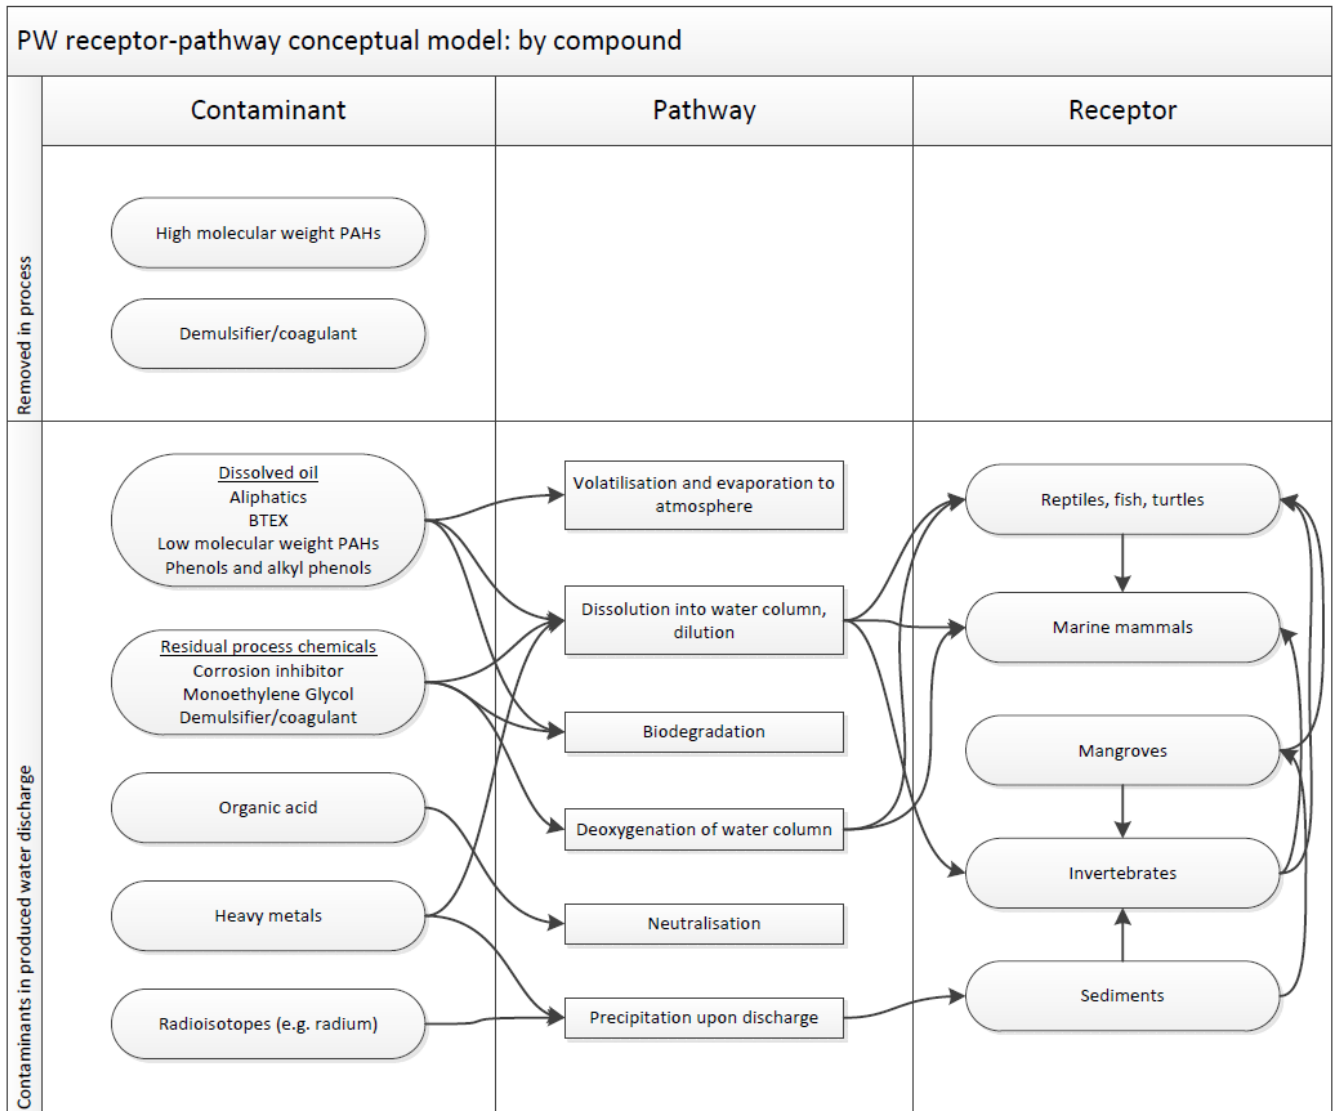 PW receptor-pathway conceptual model: by compound
Contaminant
Pathway
Receptor
Removed in process
High molecular weight PAHs
Demulsifier/coagulant
Contaminants in produced water discharge
Dissolved oil
Aliphatics
BTEX
Low molecular weight PAHs
Phenols and alkyl phenols
Residual process chemicals
Corrosion inhibitor
Monoethylene Glycol
Demulsifier/coagulant
Organic acid
Heavy metals
Radioisotopes (e.g. radium)
Volatilisation and evaporation to
atmosphere
Dissolution into water column,
dilution
Biodegradation
Deoxygenation of water column
Neutralisation
Precipitation upon discharge
Reptiles, fish, turtles
Marine mammals
Mangroves
Invertebrates
Sediments